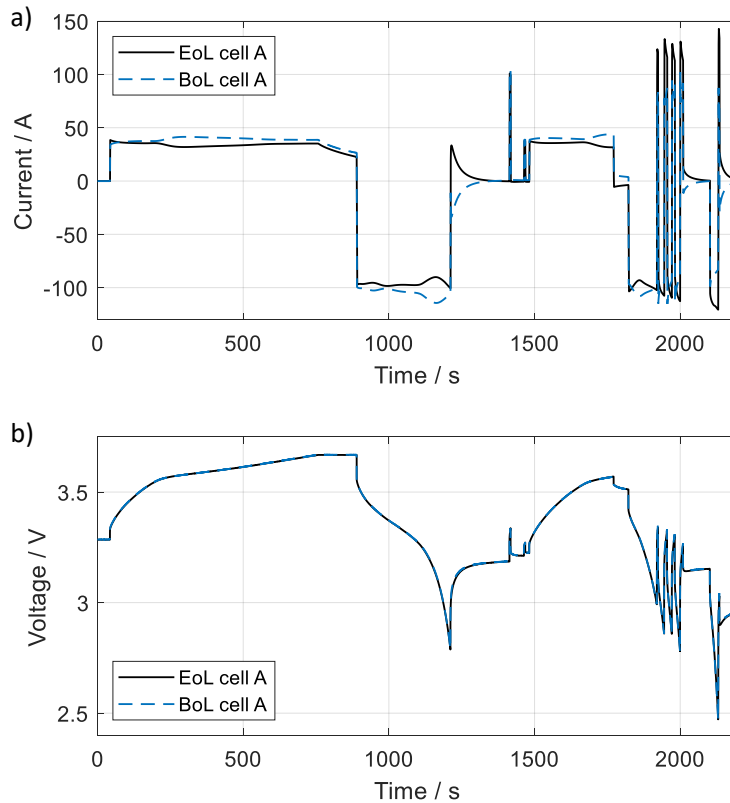 a)
150
100
50
0
-50
-100
Current / A
EoL cell A
BoL cell A
0 500 1000 1500 2000
Time / s
b)
3.5
3
2.5
Voltage / V
EoL cell A
BoL cell A
0 500 1000 1500 2000
Time / s